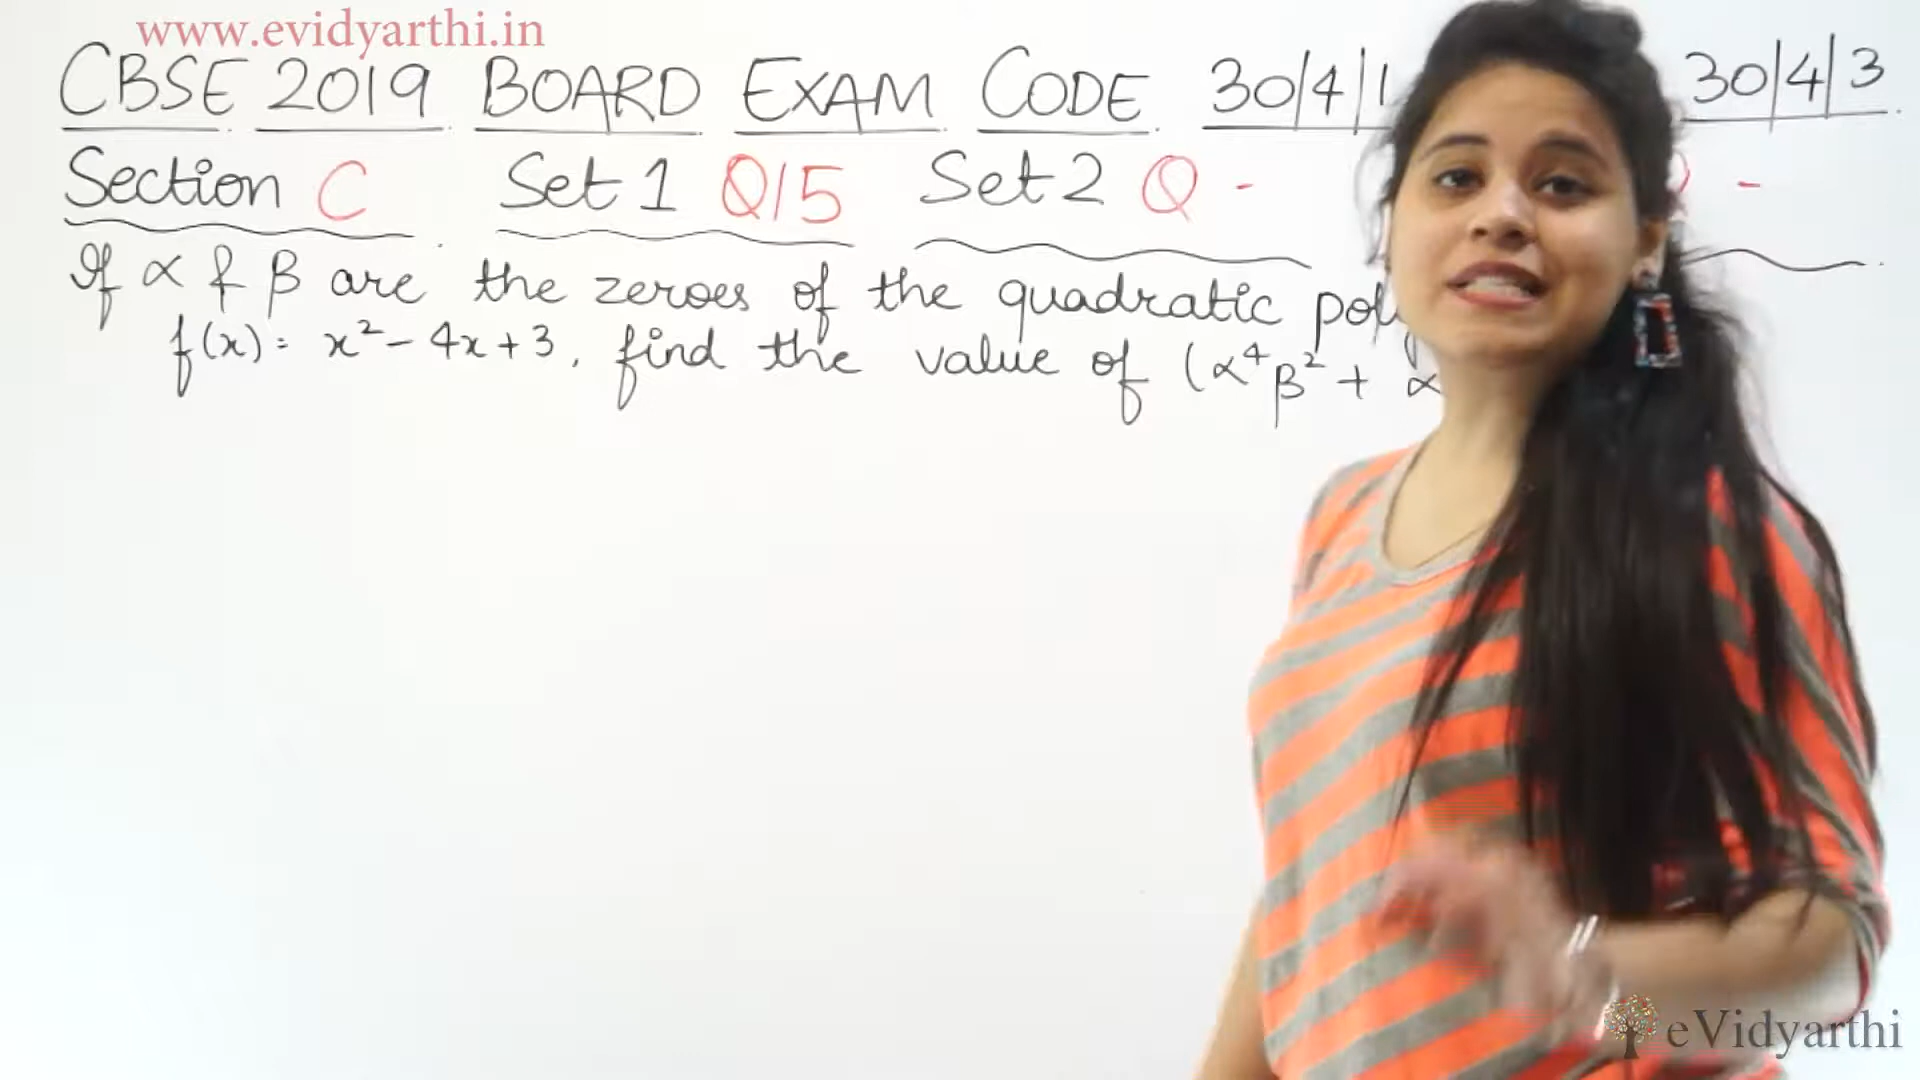 www.evidyarthi.in
CBSE 2019 BOARD EXAM CODE 30/4/1 30/4/3
Section C Set 1 Q15 Set 2 Q - -
If α & β are the zeroes of the quadratic pol
f(x) = x² - 4x + 3, find the value of (α⁴β² + α
eVidyarthi